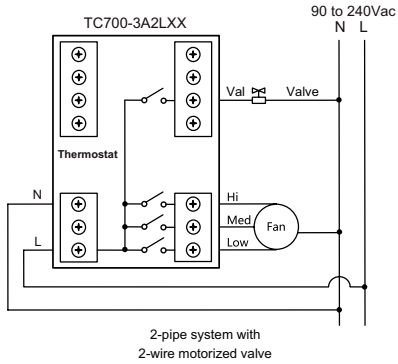 90 to 240Vac
TC700-3A2LXX
N L
Val
Valve
Thermostat
N
Hi
Med
Fan
L
Low
2-pipe system with
2-wire motorized valve